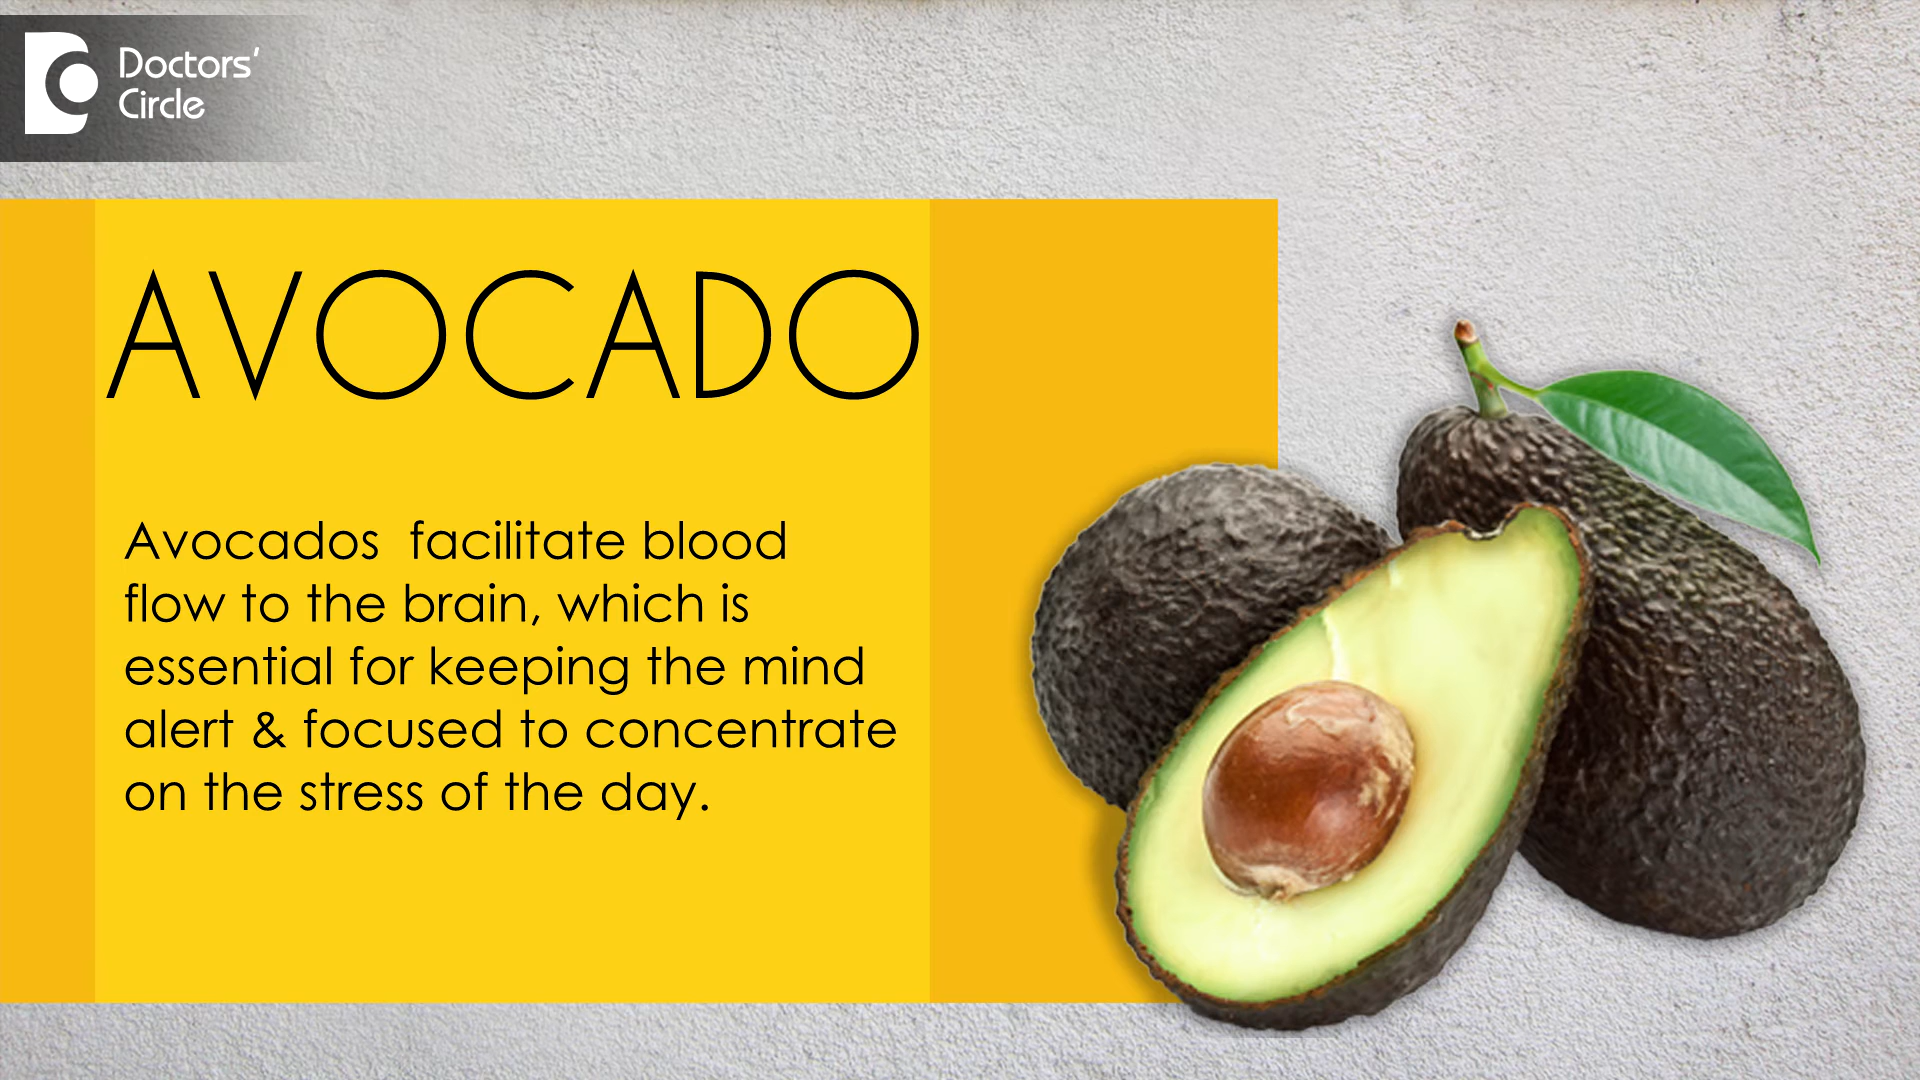 Doctors'
Circle
AVOCADO
Avocados  facilitate blood
flow to the brain, which is
essential for keeping the mind
alert & focused to concentrate
on the stress of the day.